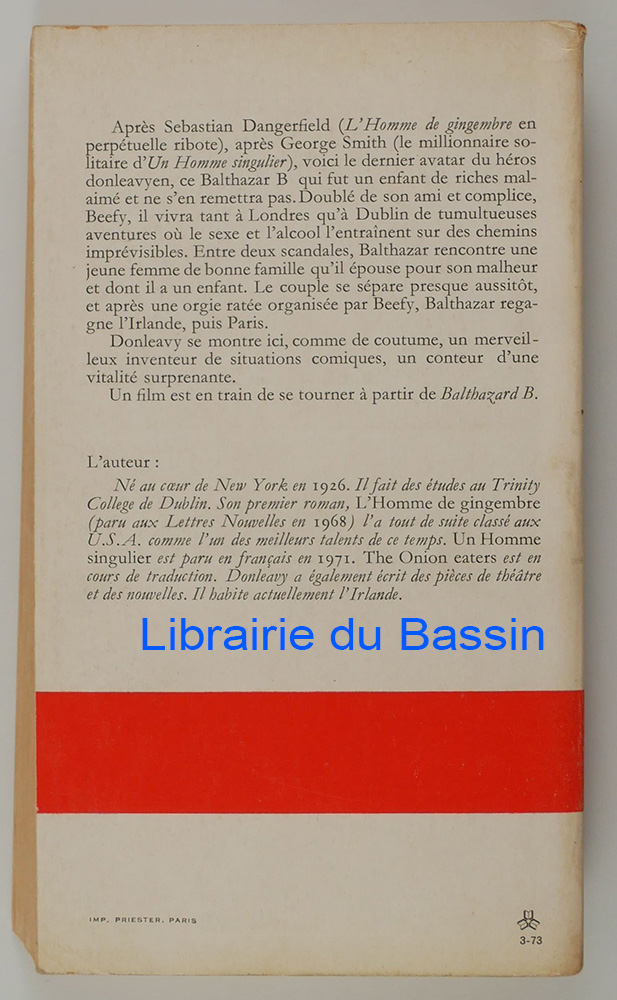 Après Sebastian Dangerfield (L'Homme de gingembre en
perpétuelle ribote), après George Smith (le millionnaire so-
litaire d'Un Homme singulier), voici le dernier avatar du héros
donleavyen, ce Balthazar B qui fut un enfant de riches mal-
aimé et ne s'en remettra pas. Doublé de son ami et complice,
Beefy, il vivra tant à Londres qu'à Dublin de tumultueuses
aventures où le sexe et l'alcool l'entraînent sur des chemins
imprévisibles. Entre deux scandales, Balthazar rencontre une
jeune femme de bonne famille qu'il épouse pour son malheur
et dont il a un enfant. Le couple se sépare presque aussitôt,
et après une orgie ratée organisée par Beefy, Balthazar rega-
gne l'Irlande, puis Paris.
Donleavy se montre ici, comme de coutume, un merveil-
leux inventeur de situations comiques, un conteur d'une
vitalité surprenante.
Un film est en train de se tourner à partir de Balthazard B.
L'auteur :
Né au cœur de New York en 1926. Il fait des études au Trinity
College de Dublin. Son premier roman, L'Homme de gingembre
(paru aux Lettres Nouvelles en 1968) l'a tout de suite classé aux
U.S.A. comme l'un des meilleurs talents de ce temps. Un Homme
singulier est paru en français en 1971. The Onion eaters est en
cours de traduction. Donleavy a également écrit des pièces de théâtre
et des nouvelles. Il habite actuellement l'Irlande.
Librairie du Bassin
IMP. PRIESTER. PARIS
3-73